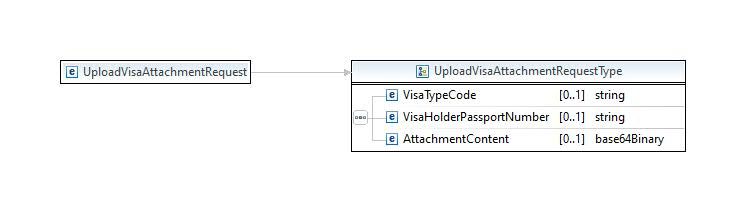 e UploadVisaAttachmentRequest
UploadVisaAttachmentRequestType
e VisaTypeCode [0..1] string
e VisaHolderPassportNumber [0..1] string
e AttachmentContent [0..1] base64Binary